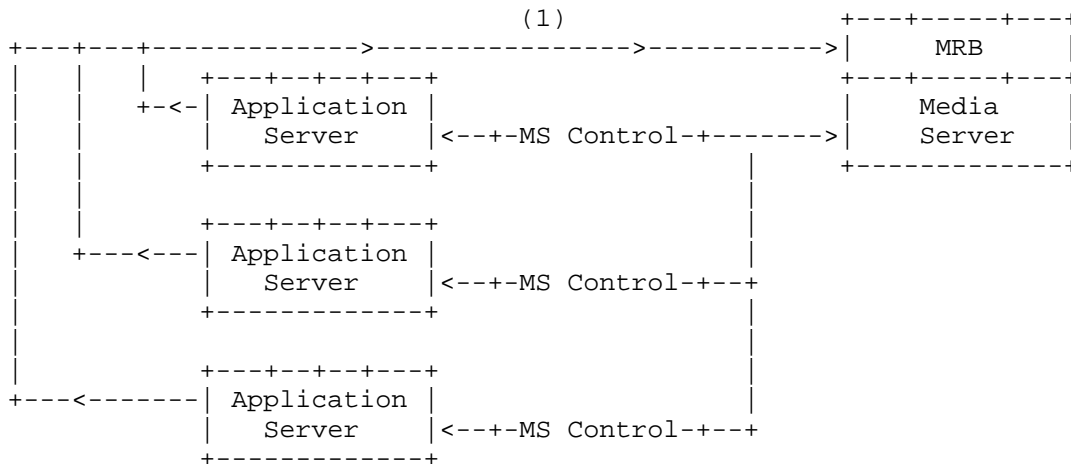 (1)
MRB
Application
Server
MS Control
Media
Server
Application
Server
MS Control
Application
Server
MS Control